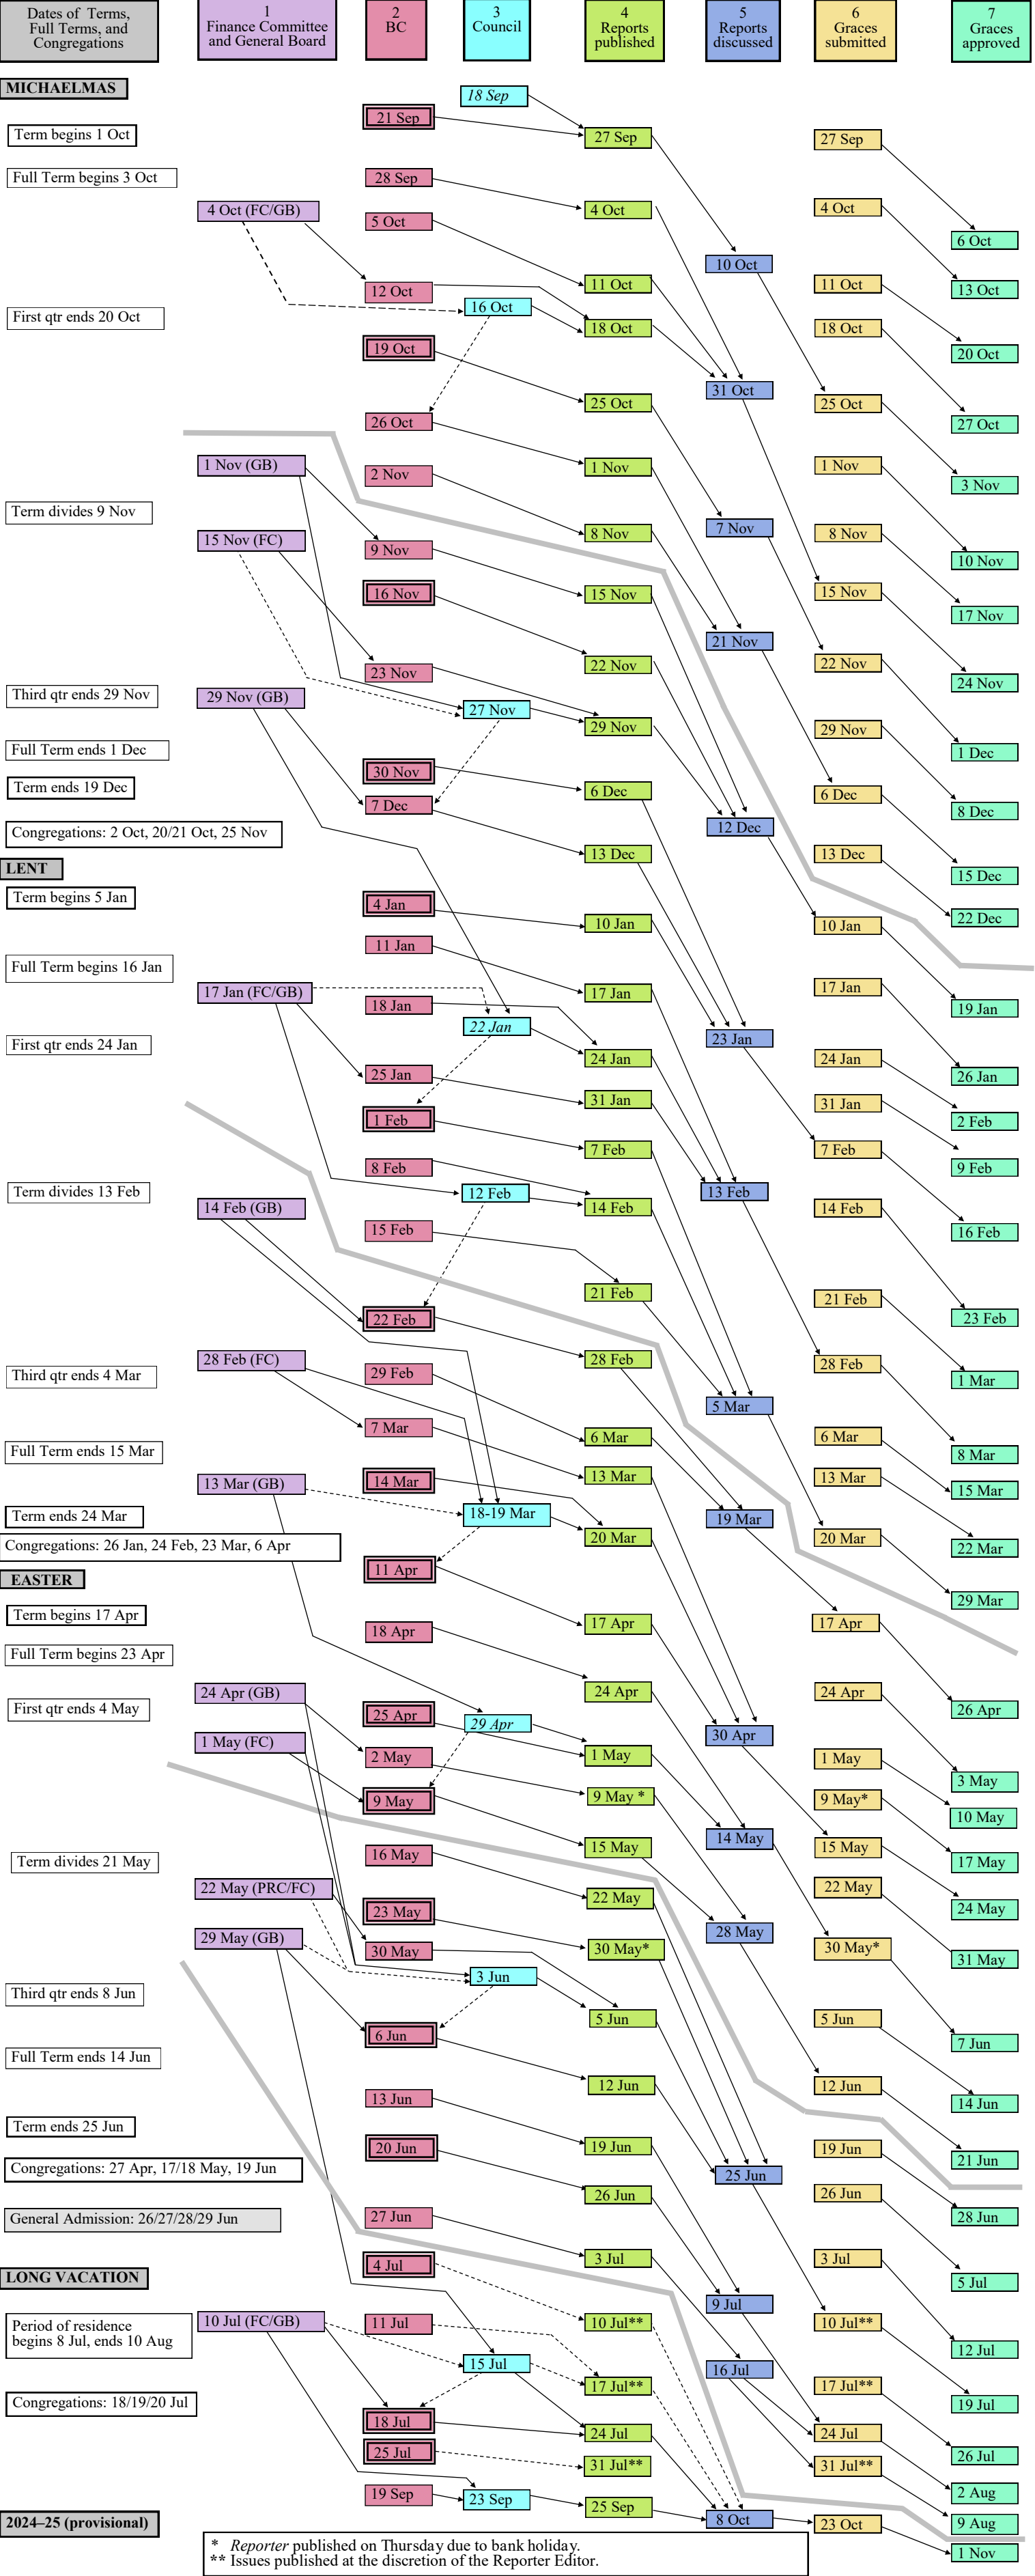 Dates of Terms,
Full Terms, and
Congregations
1
Finance Committee
and General Board
2
BC
3
Council
4
Reports
published
5
Reports
discussed
6
Graces
submitted
7
Graces
approved
MICHAELMAS
18 Sep
21 Sep
Term begins 1 Oct
27 Sep
27 Sep
Full Term begins 3 Oct
28 Sep
4 Oct (FC/GB)
5 Oct
4 Oct
4 Oct
6 Oct
10 Oct
12 Oct
11 Oct
11 Oct
13 Oct
First qtr ends 20 Oct
16 Oct
18 Oct
18 Oct
19 Oct
20 Oct
31 Oct
25 Oct
25 Oct
26 Oct
27 Oct
1 Nov (GB)
2 Nov
1 Nov
1 Nov
3 Nov
Term divides 9 Nov
7 Nov
8 Nov
8 Nov
15 Nov (FC)
9 Nov
10 Nov
16 Nov
15 Nov
15 Nov
17 Nov
21 Nov
23 Nov
22 Nov
22 Nov
24 Nov
Third qtr ends 29 Nov
29 Nov (GB)
27 Nov
29 Nov
29 Nov
Full Term ends 1 Dec
1 Dec
30 Nov
Term ends 19 Dec
7 Dec
6 Dec
6 Dec
8 Dec
Congregations: 2 Oct, 20/21 Oct, 25 Nov
12 Dec
13 Dec
13 Dec
LENT
15 Dec
Term begins 5 Jan
4 Jan
10 Jan
10 Jan
22 Dec
11 Jan
Full Term begins 16 Jan
17 Jan (FC/GB)
18 Jan
17 Jan
17 Jan
19 Jan
22 Jan
23 Jan
First qtr ends 24 Jan
24 Jan
24 Jan
25 Jan
26 Jan
31 Jan
31 Jan
1 Feb
2 Feb
7 Feb
7 Feb
8 Feb
9 Feb
Term divides 13 Feb
12 Feb
13 Feb
14 Feb (GB)
14 Feb
14 Feb
15 Feb
16 Feb
21 Feb
21 Feb
22 Feb
23 Feb
28 Feb (FC)
28 Feb
28 Feb
Third qtr ends 4 Mar
29 Feb
1 Mar
5 Mar
7 Mar
6 Mar
6 Mar
Full Term ends 15 Mar
8 Mar
13 Mar (GB)
14 Mar
13 Mar
13 Mar
15 Mar
Term ends 24 Mar
18-19 Mar
19 Mar
20 Mar
20 Mar
Congregations: 26 Jan, 24 Feb, 23 Mar, 6 Apr
22 Mar
11 Apr
EASTER
29 Mar
Term begins 17 Apr
18 Apr
17 Apr
17 Apr
Full Term begins 23 Apr
24 Apr (GB)
24 Apr
24 Apr
First qtr ends 4 May
25 Apr
29 Apr
30 Apr
26 Apr
1 May (FC)
2 May
1 May
1 May
3 May
9 May
9 May *
9 May*
10 May
14 May
16 May
15 May
15 May
Term divides 21 May
17 May
22 May (PRC/FC)
23 May
22 May
22 May
24 May
29 May (GB)
30 May
30 May*
28 May
30 May*
31 May
3 Jun
Third qtr ends 8 Jun
6 Jun
5 Jun
5 Jun
7 Jun
Full Term ends 14 Jun
13 Jun
12 Jun
12 Jun
14 Jun
Term ends 25 Jun
20 Jun
19 Jun
19 Jun
21 Jun
Congregations: 27 Apr, 17/18 May, 19 Jun
25 Jun
26 Jun
26 Jun
General Admission: 26/27/28/29 Jun
27 Jun
28 Jun
4 Jul
3 Jul
3 Jul
LONG VACATION
5 Jul
9 Jul
Period of residence
begins 8 Jul, ends 10 Aug
10 Jul (FC/GB)
11 Jul
10 Jul**
10 Jul**
12 Jul
15 Jul
16 Jul
17 Jul**
17 Jul**
Congregations: 18/19/20 Jul
19 Jul
18 Jul
24 Jul
24 Jul
25 Jul
26 Jul
31 Jul**
31 Jul**
19 Sep
23 Sep
2 Aug
25 Sep
2024–25 (provisional)
8 Oct
23 Oct
9 Aug
1 Nov
* Reporter published on Thursday due to bank holiday.
** Issues published at the discretion of the Reporter Editor.